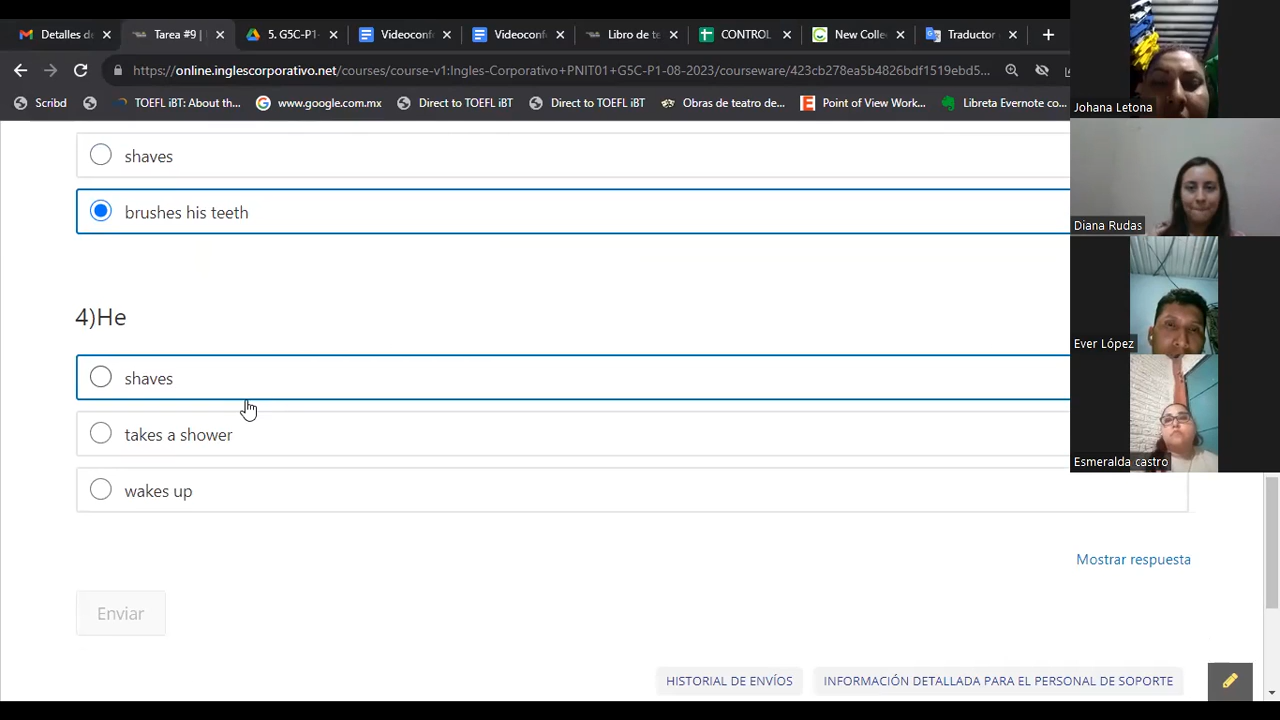 Detalles de
Tarea #9 |
5. G5C-P1-
Videoconf
Videoconf
Libro de te
CONTROL
New Colle
Traductor
https://online.inglescorporativo.net/courses/course-v1:Ingles-Corporativo+PNIT01+G5C-P1-08-2023/courseware/423cb278ea5b4826bdf1519ebd5...
Scribd
TOEFL iBT: About th...
www.google.com.mx
Direct to TOEFL iBT
Direct to TOEFL iBT
Obras de teatro de...
Point of View Work...
Libreta Evernote co...
Johana Letona
Diana Rudas
Ever López
Esmeralda castro
shaves
brushes his teeth
4)He
shaves
takes a shower
wakes up
Mostrar respuesta
Enviar
HISTORIAL DE ENVÍOS
INFORMACIÓN DETALLADA PARA EL PERSONAL DE SOPORTE